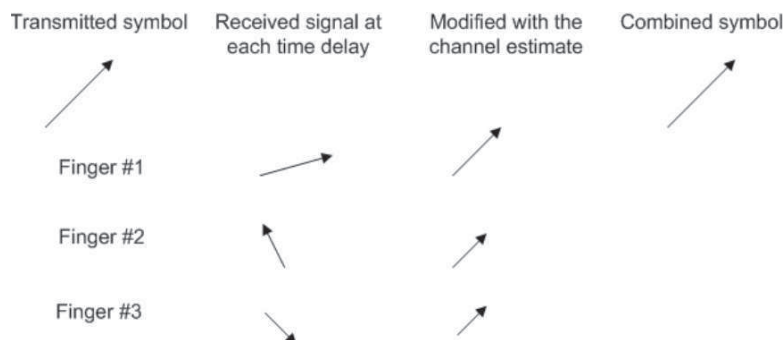 Transmitted symbol
Received signal at
each time delay
Modified with the
channel estimate
Combined symbol
Finger #1
Finger #2
Finger #3